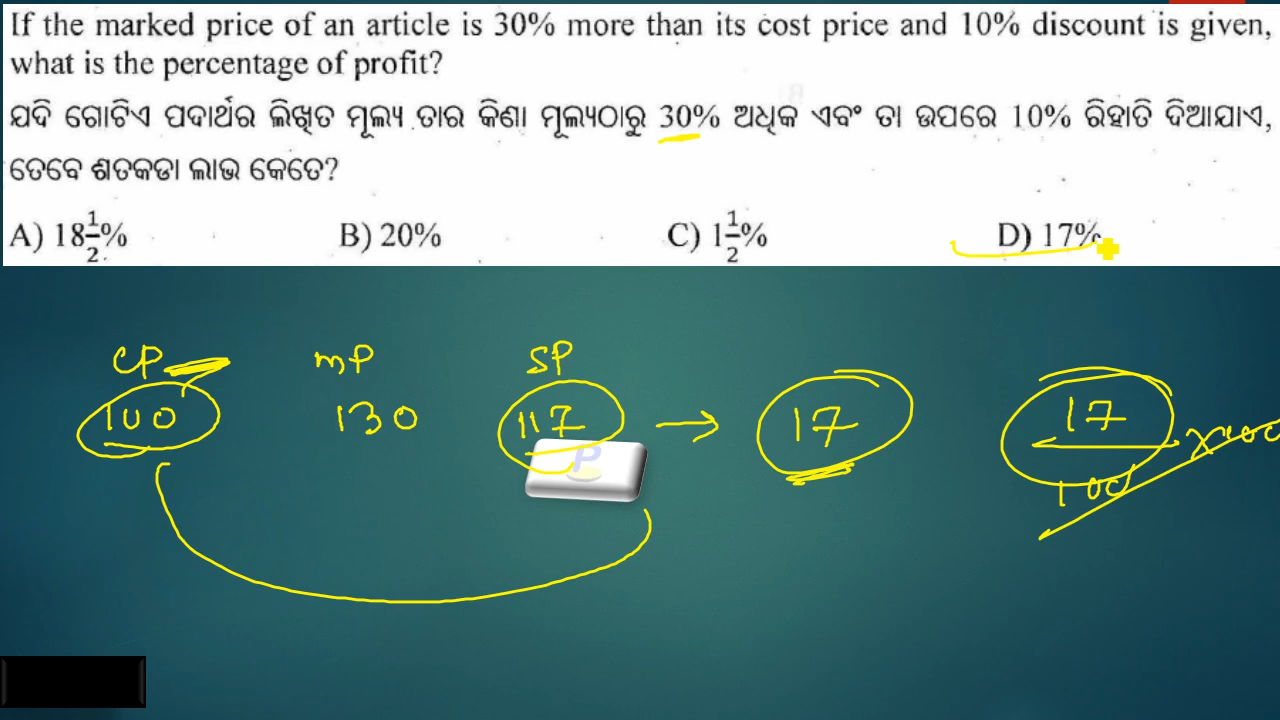 If the marked price of an article is 30% more than its cost price and 10% discount is given,
what is the percentage of profit?
ଯଦି ଗୋଟିଏ ପଦାର୍ଥର ଲିଖିତ ମୂଲ୍ୟ ତାର କିଣା ମୂଲ୍ୟଠାରୁ 30% ଅଧିକ ଏବଂ ତା ଉପରେ 10% ରିହାତି ଦିଆଯାଏ,
ତେବେ ଶତକଡା ଲାଭ କେତେ?
A) 18½% B) 20% C) 1½% D) 17%
CP MP SP
100 130 117 → 17 17/100 × 100
P